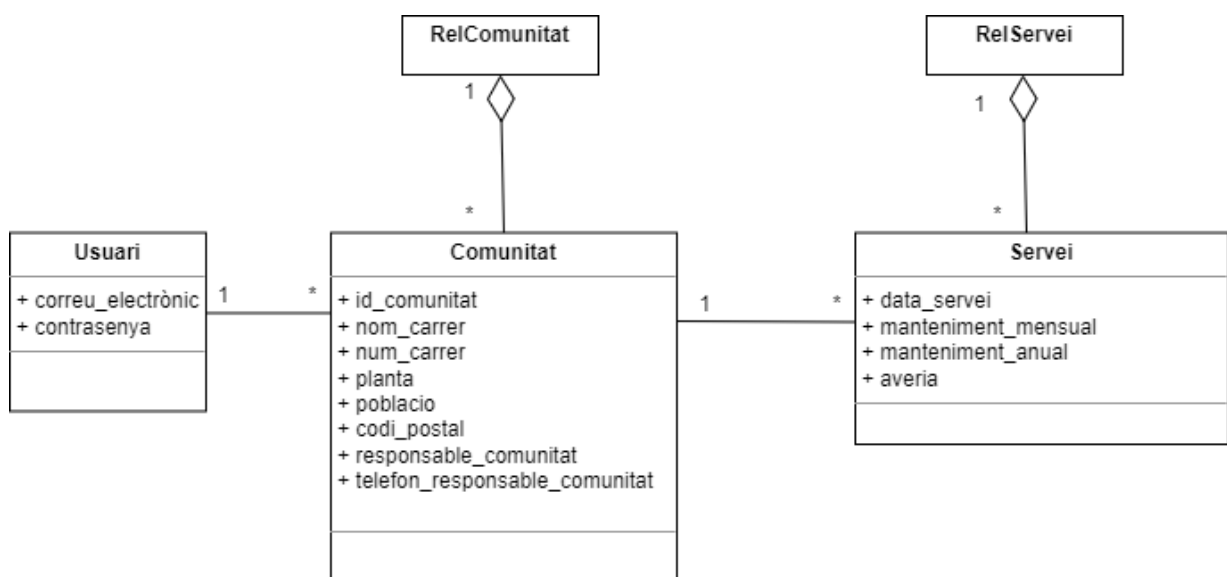 RelComunitat
RelServei
1
1
*
*
Usuari
+ correu_electrònic
+ contrasenya
1
*
Comunitat
+ id_comunitat
+ nom_carrer
+ num_carrer
+ planta
+ poblacio
+ codi_postal
+ responsable_comunitat
+ telefon_responsable_comunitat
1
*
Servei
+ data_servei
+ manteniment_mensual
+ manteniment_anual
+ averia